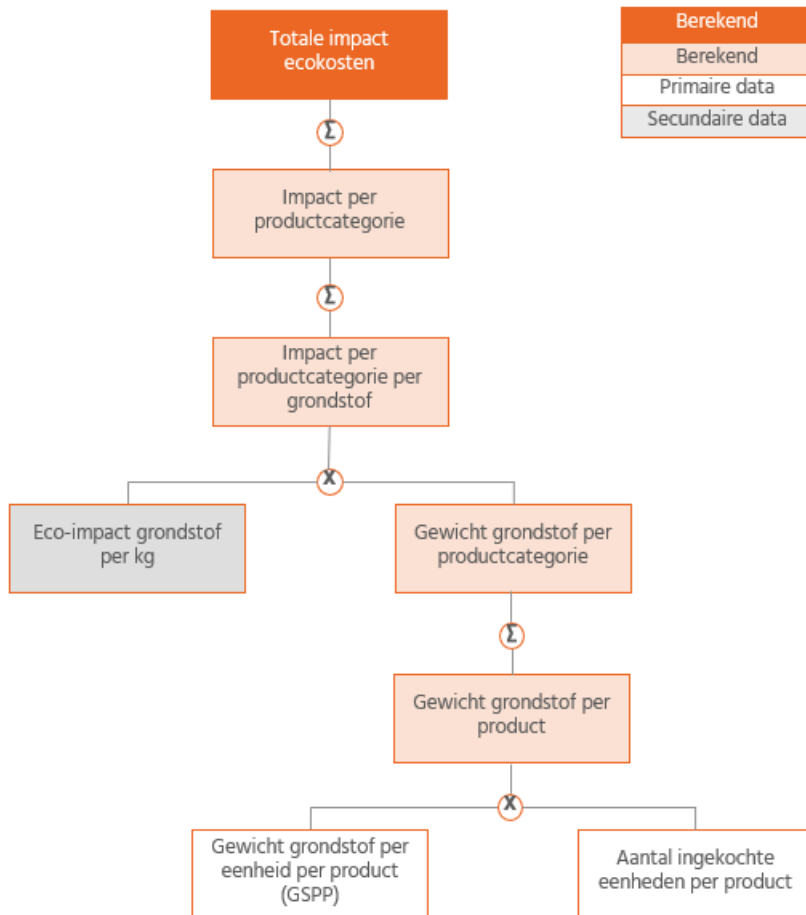 Totale impact
ecokosten
Berekend
Berekend
Primaire data
Secundaire data
Σ
Impact per
productcategorie
Σ
Impact per
productcategorie per
grondstof
X
Eco-impact grondstof
per kg
Gewicht grondstof per
productcategorie
Σ
Gewicht grondstof per
product
X
Gewicht grondstof per
eenheid per product
(GSPP)
Aantal ingekochte
eenheden per product